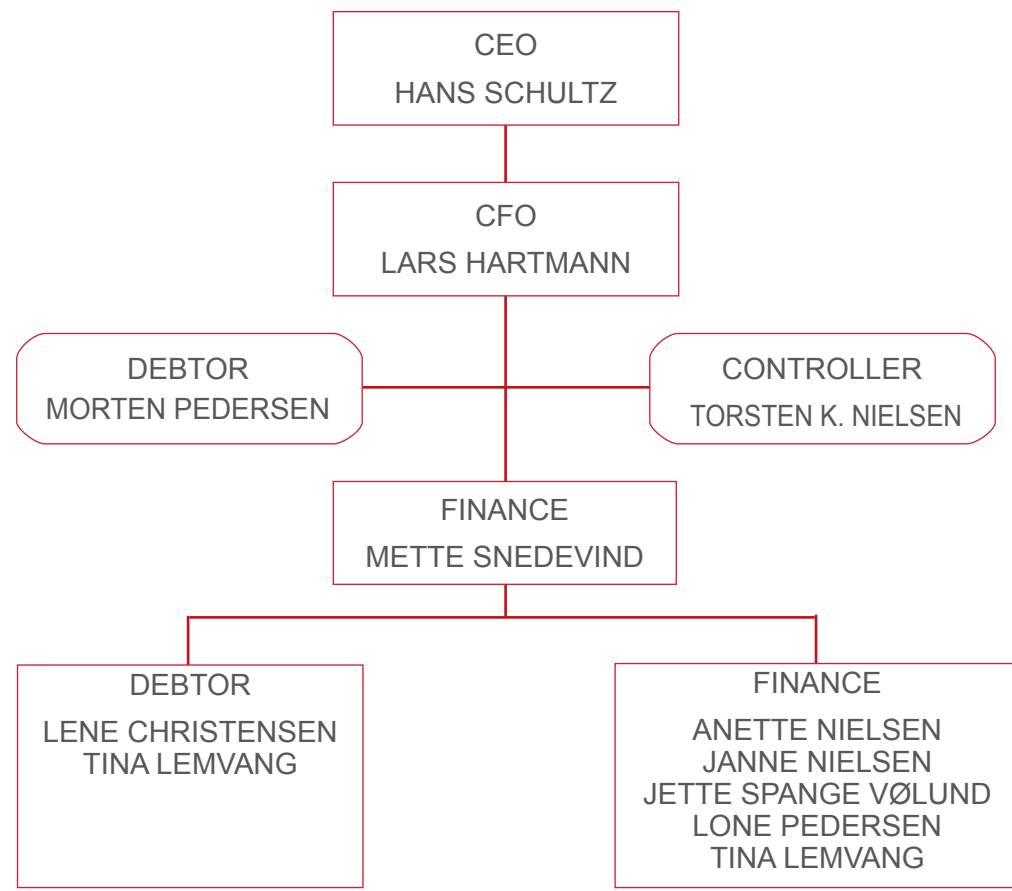 CEO
HANS SCHULTZ
CFO
LARS HARTMANN
DEBTOR
MORTEN PEDERSEN
CONTROLLER
TORSTEN K. NIELSEN
FINANCE
METTE SNEDEVIND
DEBTOR
LENE CHRISTENSEN
TINA LEMVANG
FINANCE
ANETTE NIELSEN
JANNE NIELSEN
JETTE SPANGE VØLUND
LONE PEDERSEN
TINA LEMVANG